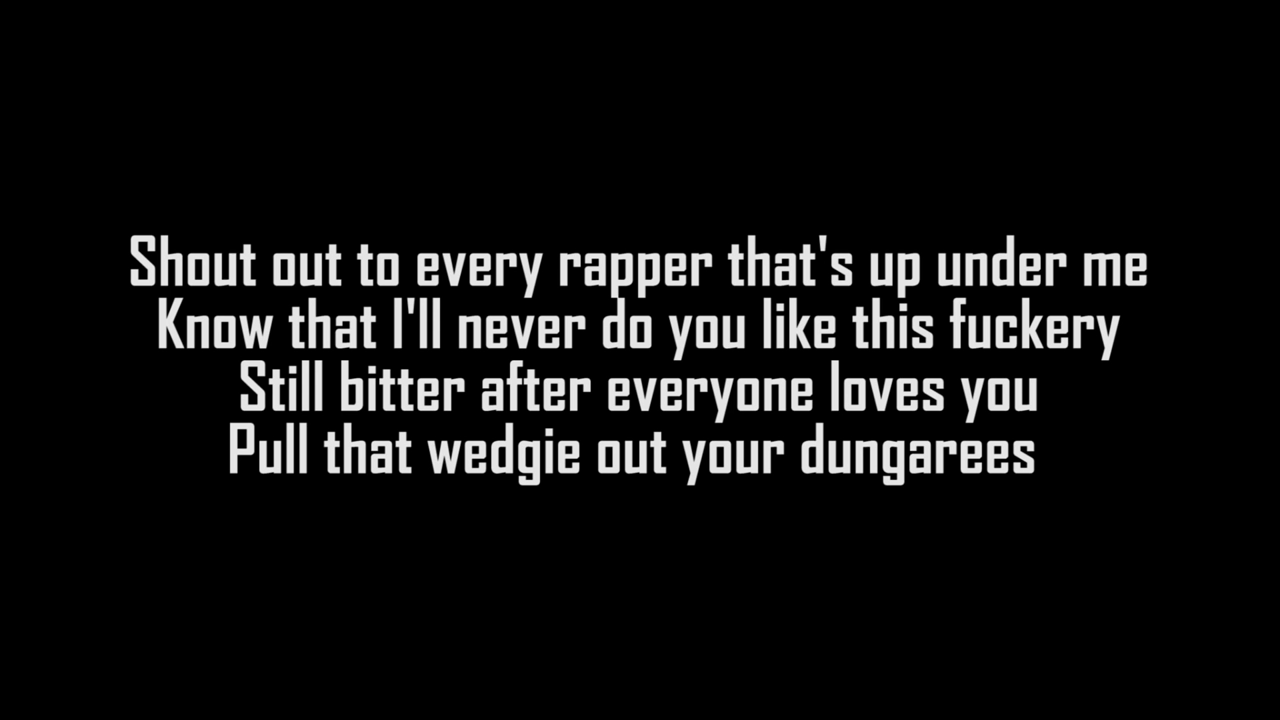 Shout out to every rapper that's up under me
Know that I'll never do you like this fuckery
Still bitter after everyone loves you
Pull that wedgie out your dungarees